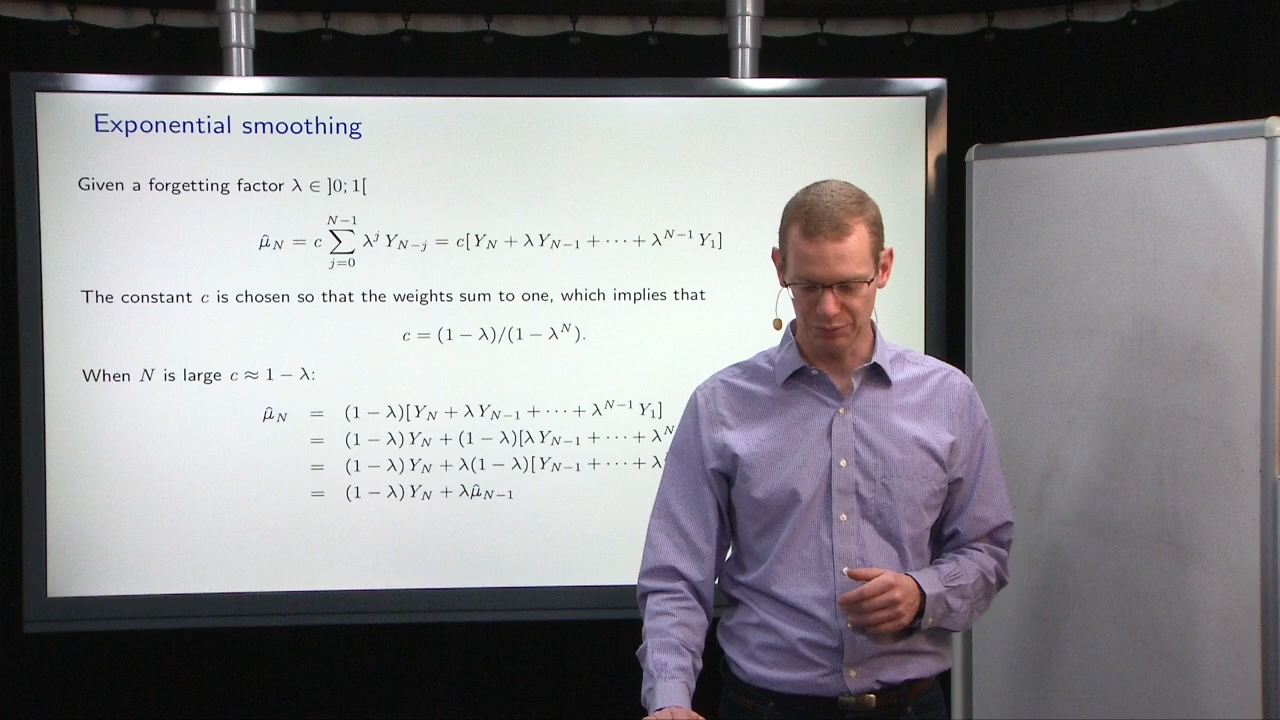 Exponential smoothing
Given a forgetting factor λ ∈ ]0; 1[
μ̂_N = c ∑_{j=0}^{N−1} λ^j Y_{N−j} = c[Y_N + λY_{N−1} + ⋯ + λ^{N−1}Y_1]
The constant c is chosen so that the weights sum to one, which implies that
c = (1 − λ)/(1 − λ^N).
When N is large c ≈ 1 − λ:
μ̂_N = (1 − λ)[Y_N + λY_{N−1} + ⋯ + λ^{N−1}Y_1]
= (1 − λ)Y_N + (1 − λ)[λY_{N−1} + ⋯ + λ^N
= (1 − λ)Y_N + λ(1 − λ)[Y_{N−1} + ⋯ + λ
= (1 − λ)Y_N + λμ̂_{N−1}